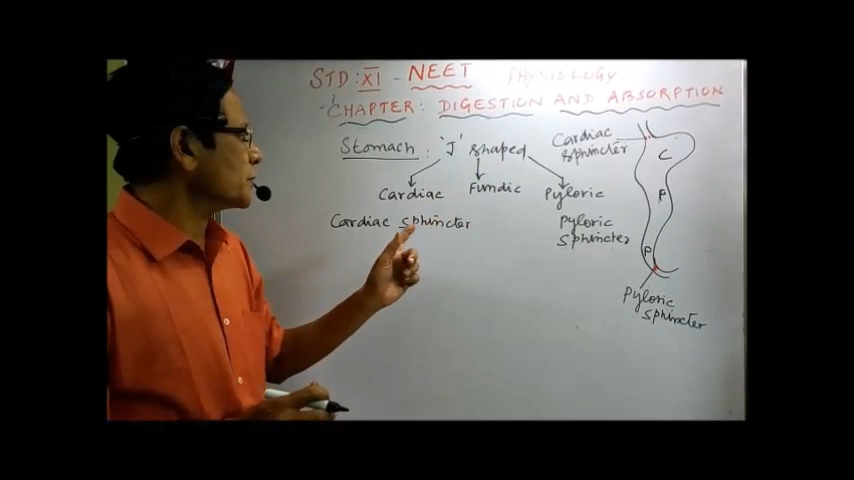 STD: XI - NEET PHYSIOLOGY
CHAPTER: DIGESTION AND ABSORPTION
Stomach : 'J' shaped
Cardiac Fundic Pyloric
Cardiac sphincter
Pyloric
sphincter
Cardiac
sphincter
C
F
P
Pyloric
sphincter